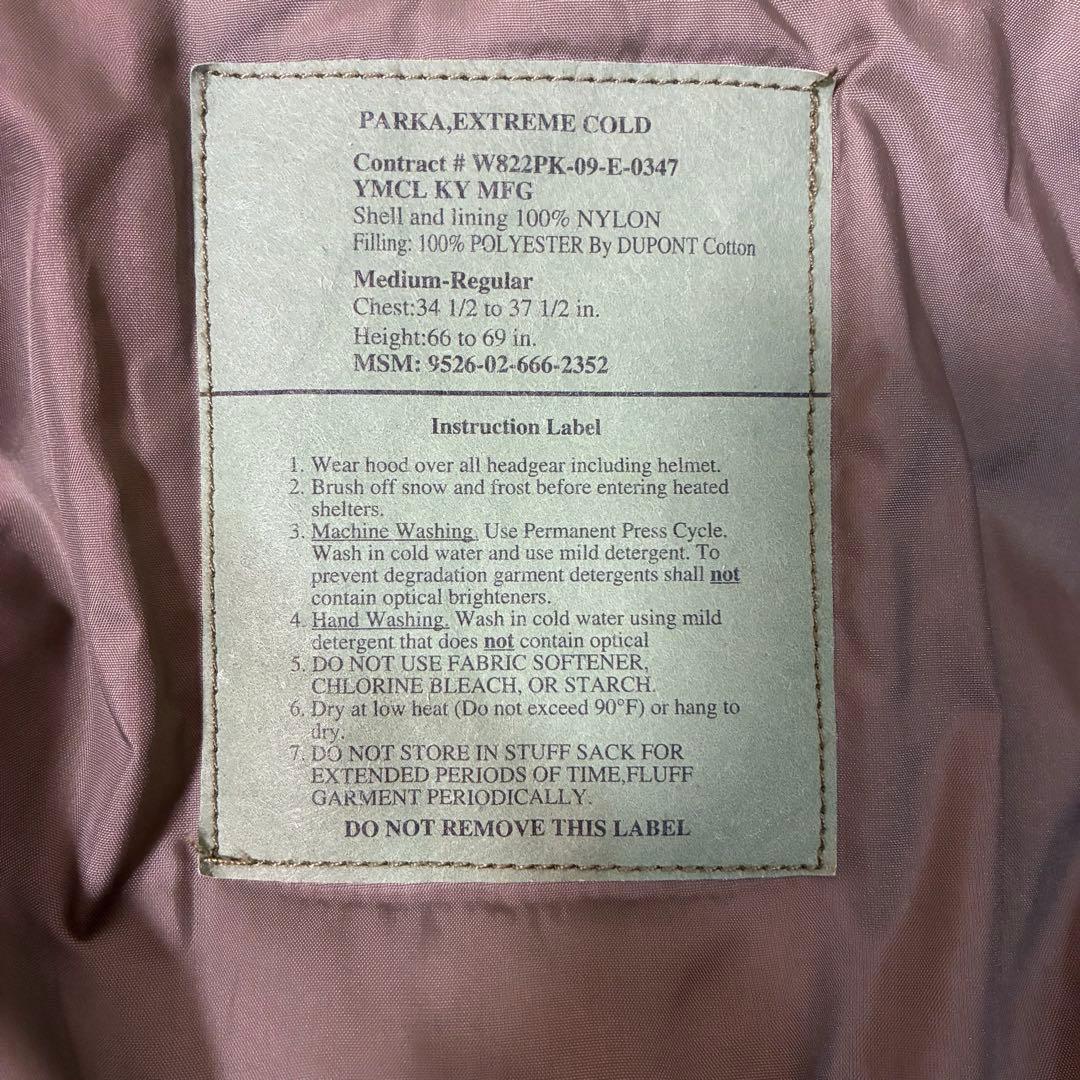 PARKA,EXTREME COLD
Contract # W822PK-09-E-0347
YMCL KY MFG
Shell and lining 100% NYLON
Filling: 100% POLYESTER By DUPONT Cotton
Medium-Regular
Chest:34 1/2 to 37 1/2 in.
Height:66 to 69 in.
MSM: 9526-02-666-2352
Instruction Label
1. Wear hood over all headgear including helmet.
2. Brush off snow and frost before entering heated
shelters.
3. Machine Washing. Use Permanent Press Cycle.
Wash in cold water and use mild detergent. To
prevent degradation garment detergents shall not
contain optical brighteners.
4. Hand Washing. Wash in cold water using mild
detergent that does not contain optical
5. DO NOT USE FABRIC SOFTENER,
CHLORINE BLEACH, OR STARCH.
6. Dry at low heat (Do not exceed 90°F) or hang to
dry.
7. DO NOT STORE IN STUFF SACK FOR
EXTENDED PERIODS OF TIME,FLUFF
GARMENT PERIODICALLY.
DO NOT REMOVE THIS LABEL